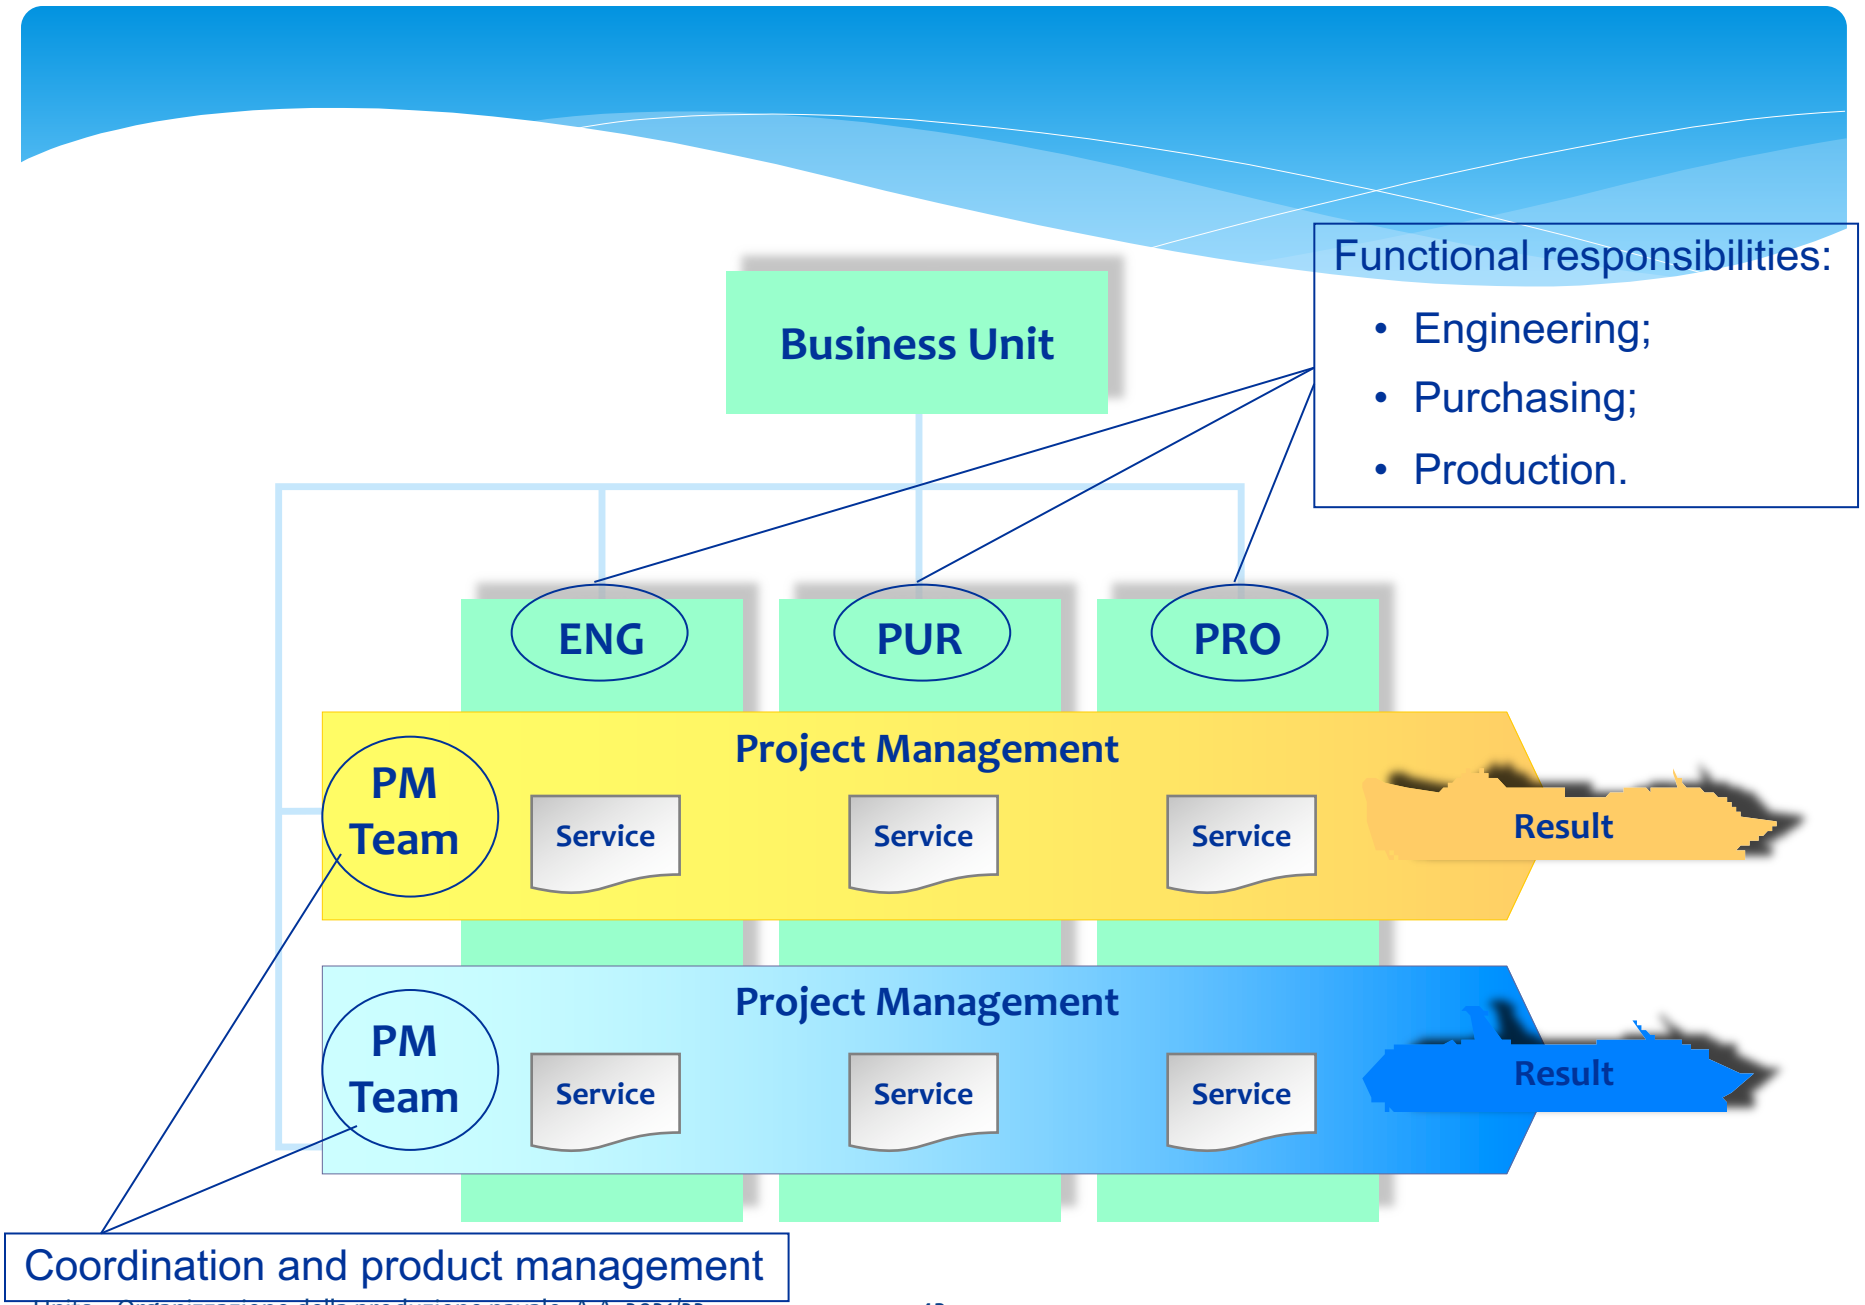 Functional responsibilities:
• Engineering;
• Purchasing;
• Production.
Business Unit
ENG
PUR
PRO
Project Management
PM
Team
Service
Service
Service
Result
Project Management
PM
Team
Service
Service
Service
Result
Coordination and product management